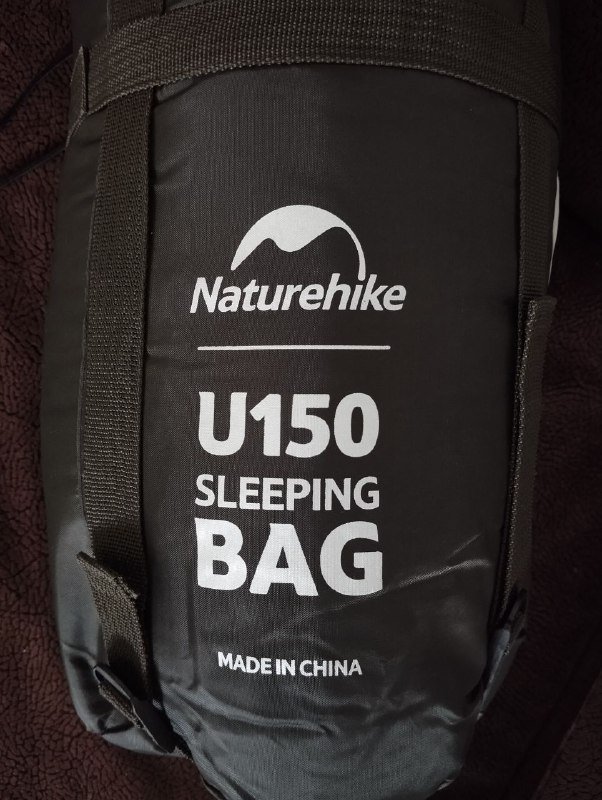 Naturehike
U150
SLEEPING
BAG
MADE IN CHINA